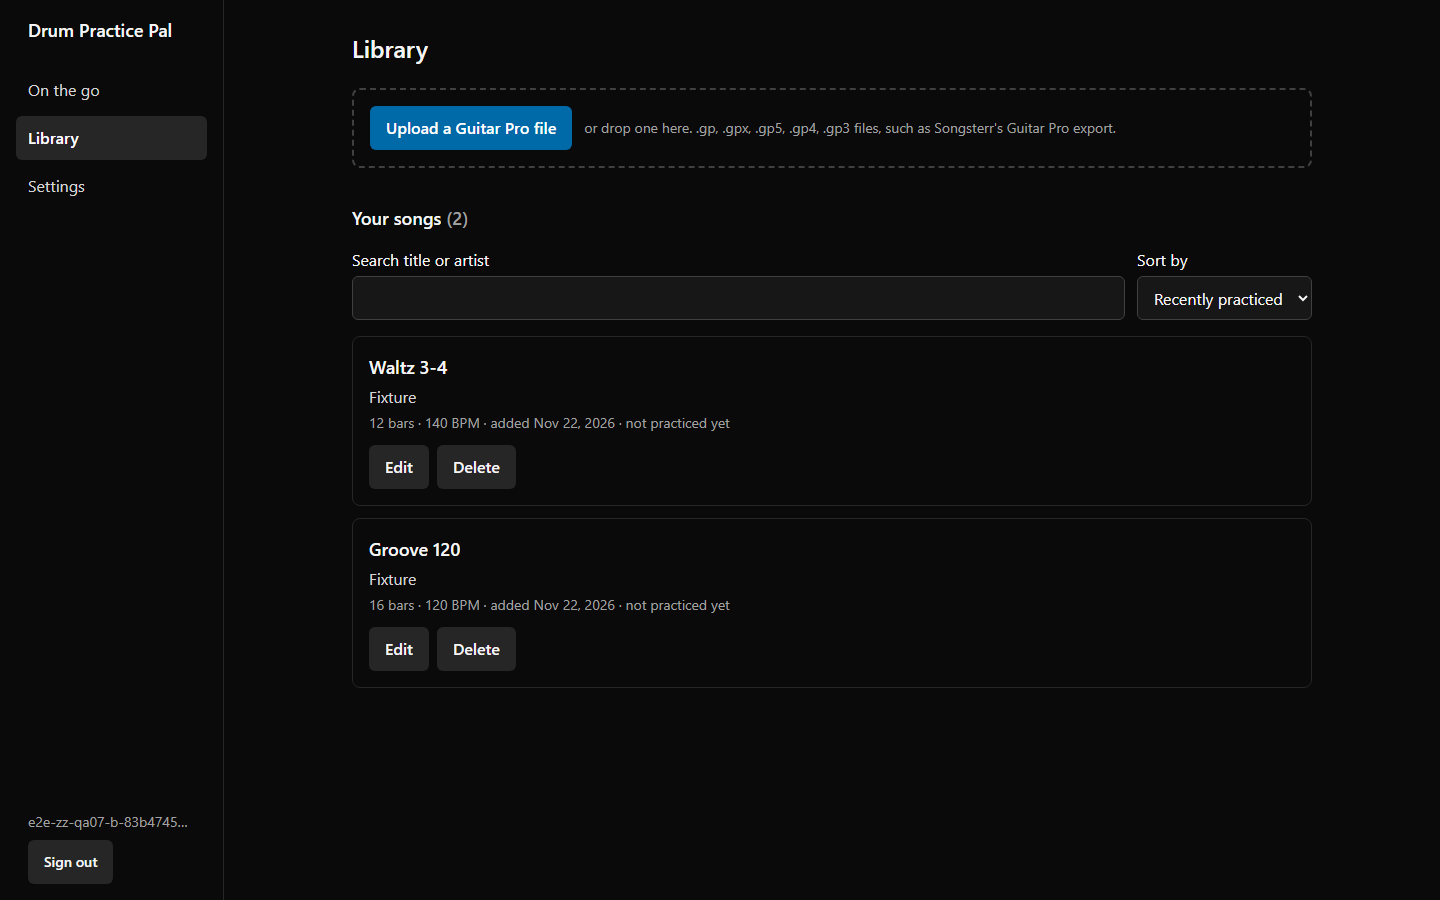 Drum Practice Pal
On the go
Library
Settings
e2e-zz-qa07-b-83b4745...
Sign out
Library
Upload a Guitar Pro file
or drop one here. .gp, .gpx, .gp5, .gp4, .gp3 files, such as Songsterr's Guitar Pro export.
Your songs (2)
Search title or artist
Sort by
Recently practiced
Waltz 3-4
Fixture
12 bars · 140 BPM · added Nov 22, 2026 · not practiced yet
Edit
Delete
Groove 120
Fixture
16 bars · 120 BPM · added Nov 22, 2026 · not practiced yet
Edit
Delete